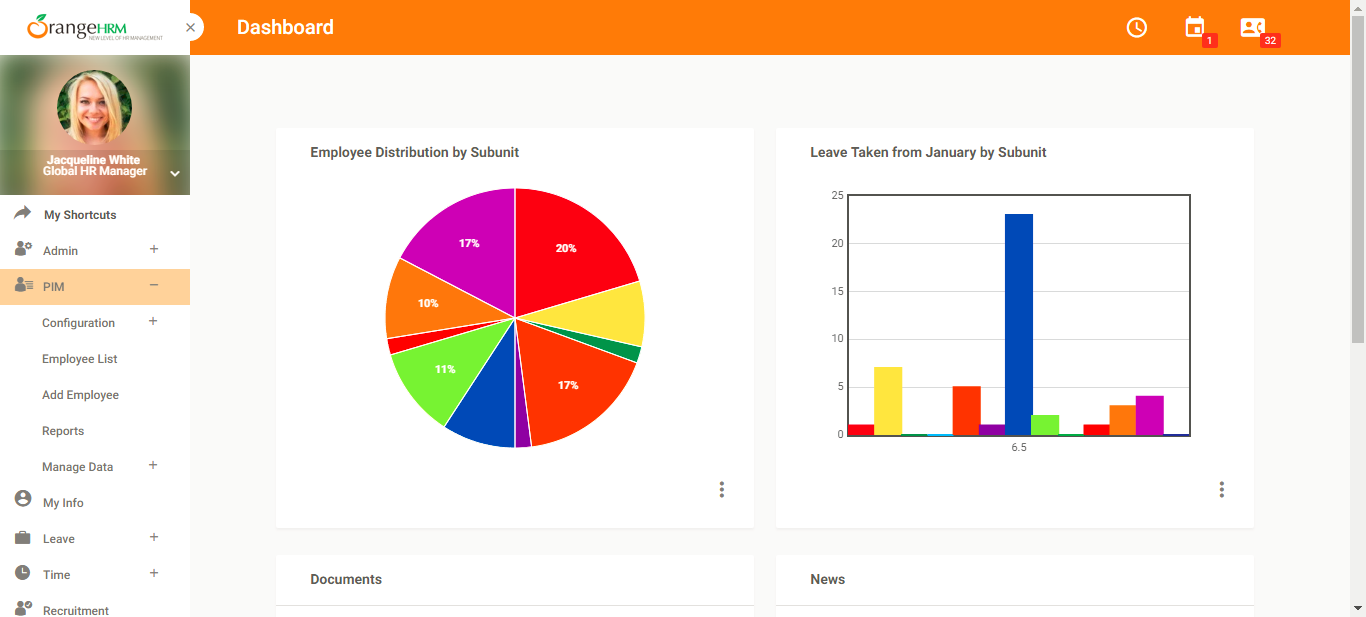 OrangeHRM
NEW LEVEL OF HR MANAGEMENT
Dashboard
1
32
Jacqueline White
Global HR Manager
My Shortcuts
Admin
PIM
Configuration
Employee List
Add Employee
Reports
Manage Data
My Info
Leave
Time
Recruitment
Employee Distribution by Subunit
17%
20%
10%
11%
17%
Leave Taken from January by Subunit
25
20
15
10
5
0
6.5
Documents
News